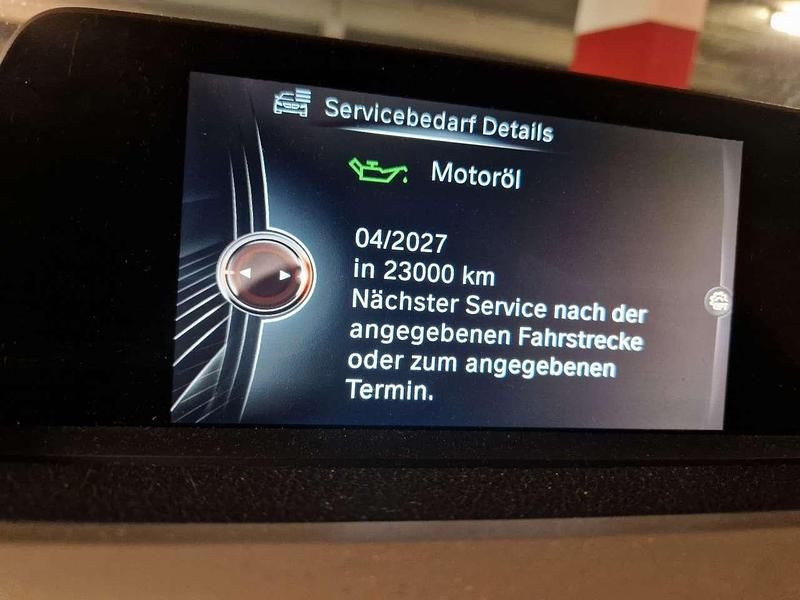 Servicebedarf Details
Motoröl
04/2027
in 23000 km
Nächster Service nach der
angegebenen Fahrstrecke
oder zum angegebenen
Termin.